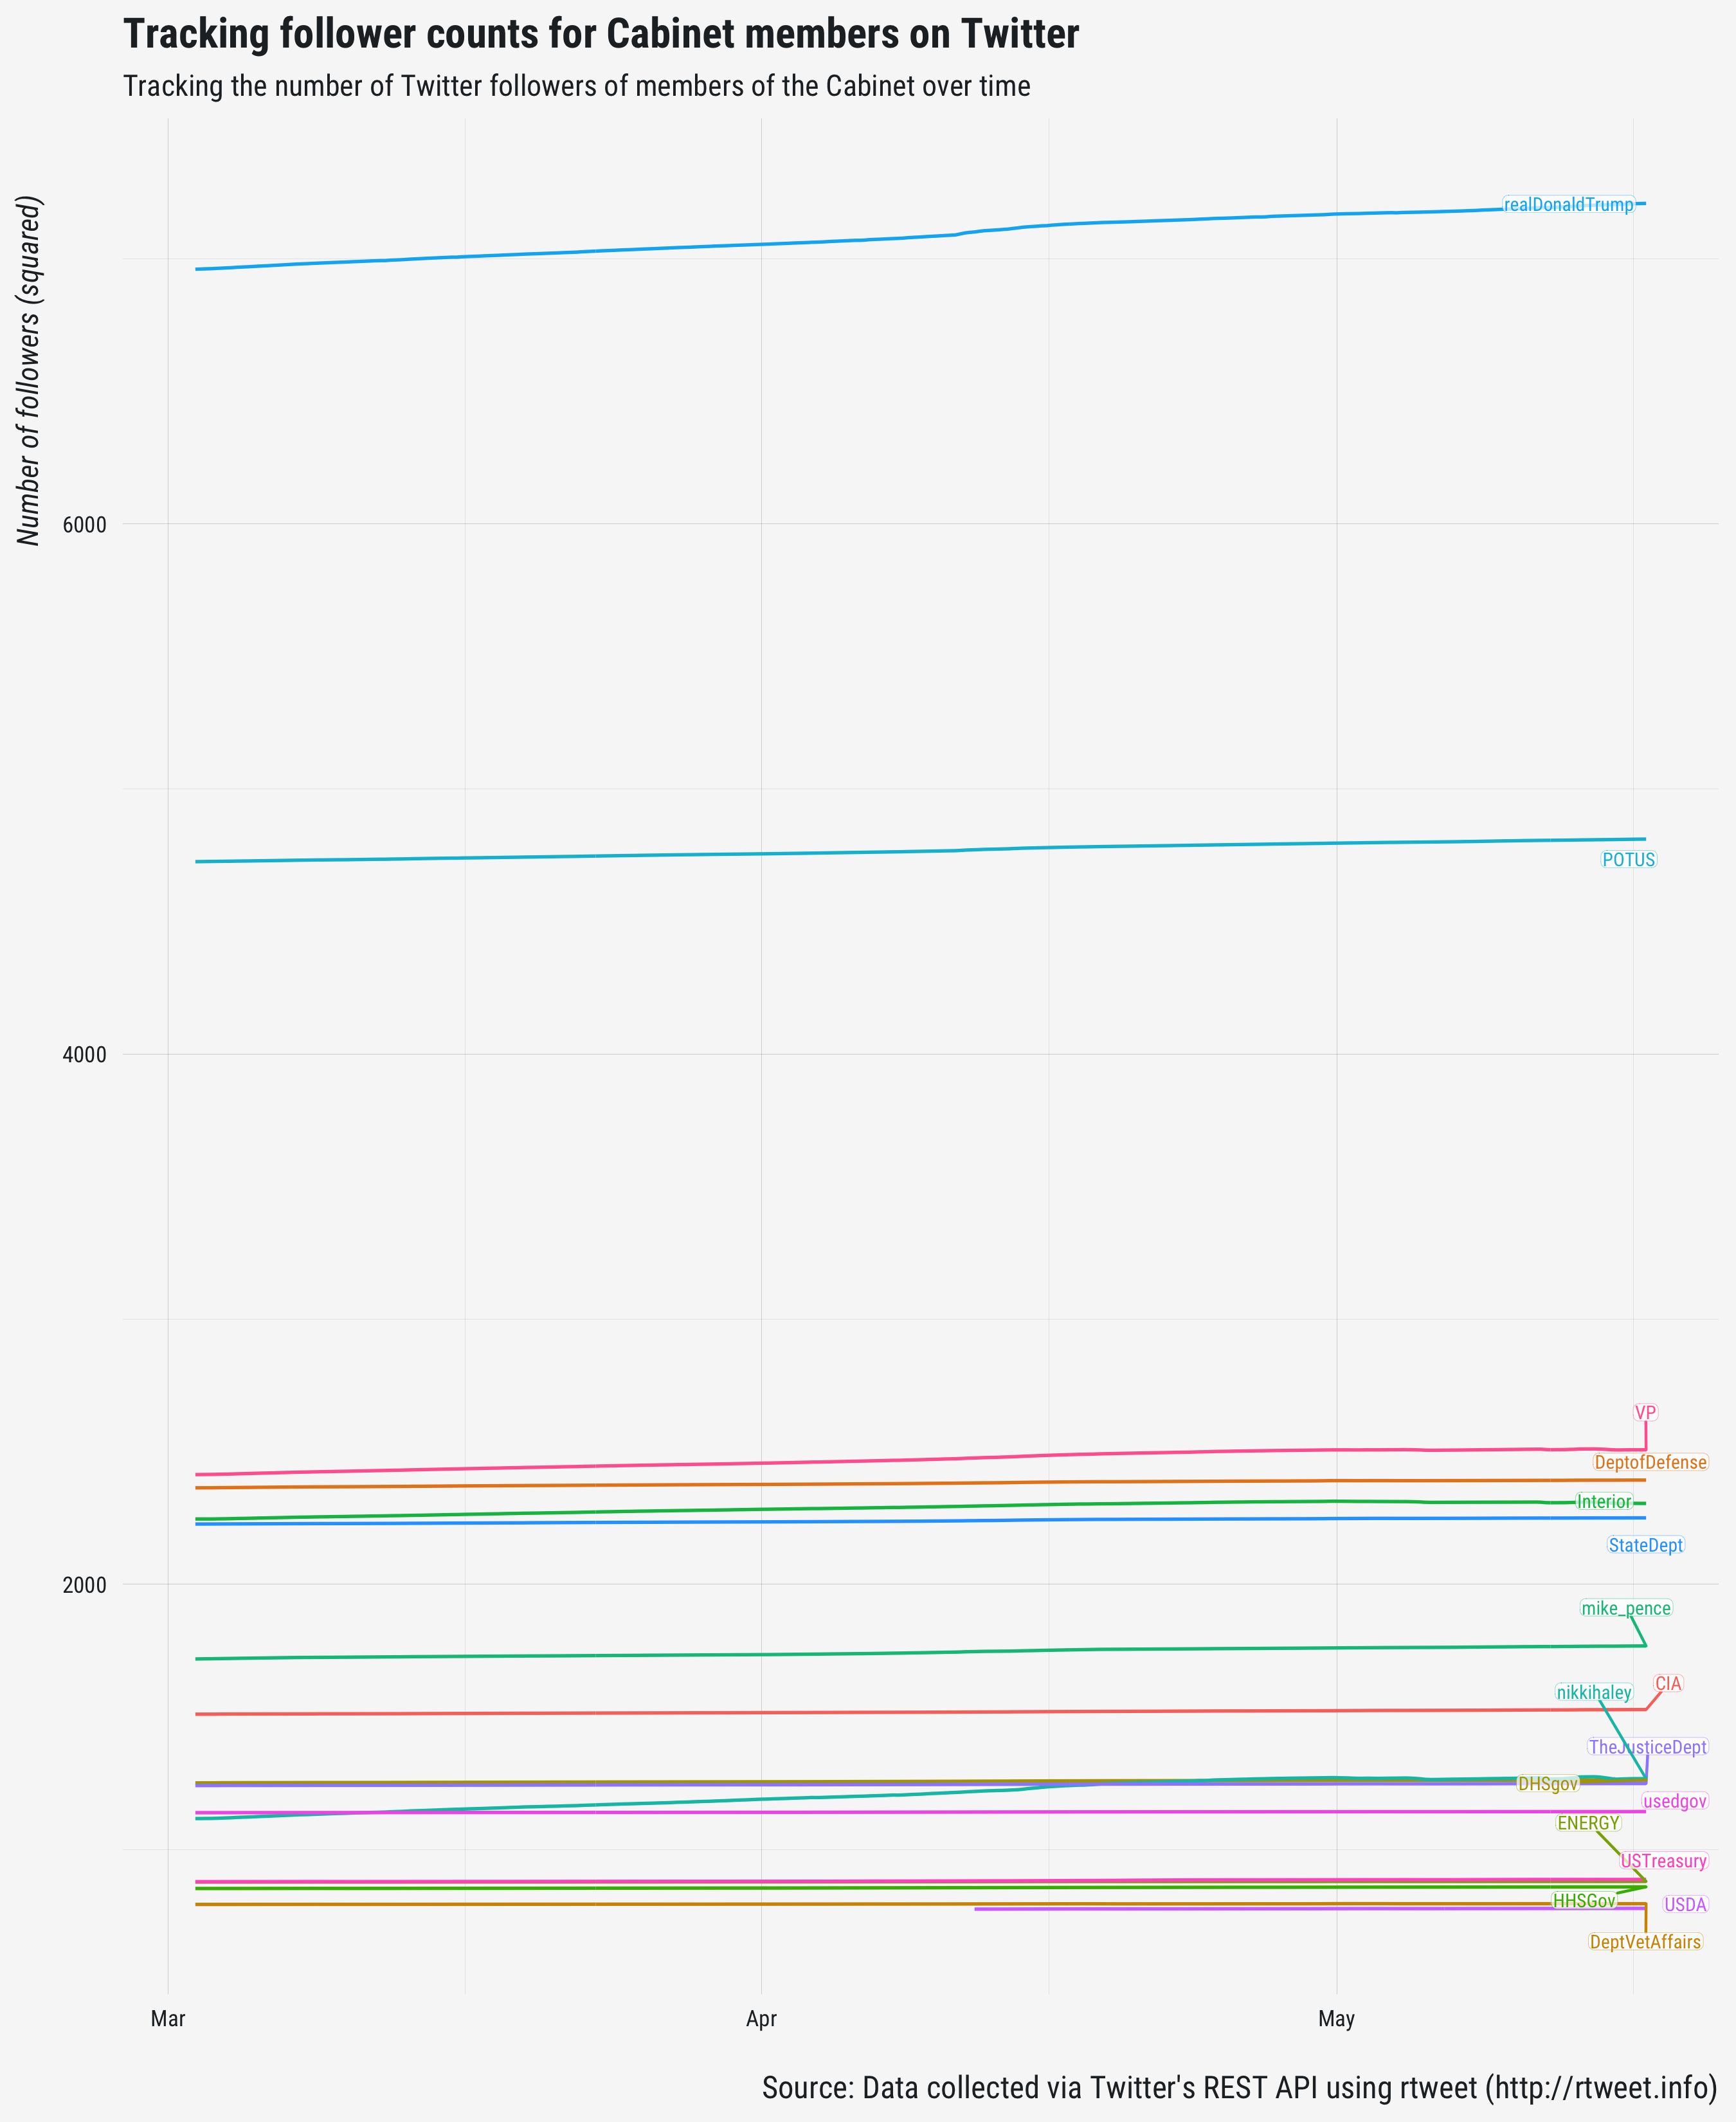 Tracking follower counts for Cabinet members on Twitter
Tracking the number of Twitter followers of members of the Cabinet over time
Number of followers (squared)
realDonaldTrump
6000
POTUS
4000
VP
DeptofDefense
Interior
StateDept
2000
mike_pence
CIA
nikkihaley
TheJusticeDept
DHSgov
usedgov
ENERGY
USTreasury
HHSGov
USDA
DeptVetAffairs
Mar
Apr
May
Source: Data collected via Twitter's REST API using rtweet (http://rtweet.info)